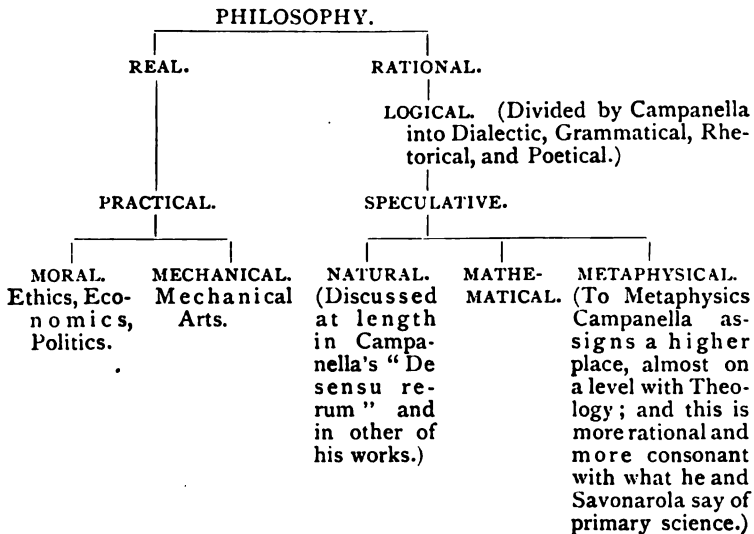 PHILOSOPHY.
REAL.
RATIONAL.
LOGICAL. (Divided by Campanella
into Dialectic, Grammatical, Rhe-
torical, and Poetical.)
PRACTICAL.
SPECULATIVE.
MORAL.
Ethics, Eco-
nomics,
Politics.
MECHANICAL.
Mechanical
Arts.
NATURAL.
(Discussed
at length
in Campa-
nella's "De
sensu re-
rum" and
in other of
his works.)
MATHE-
MATICAL.
METAPHYSICAL.
(To Metaphysics
Campanella as-
signs a higher
place, almost on
a level with Theo-
logy; and this is
more rational and
more consonant
with what he and
Savonarola say of
primary science.)